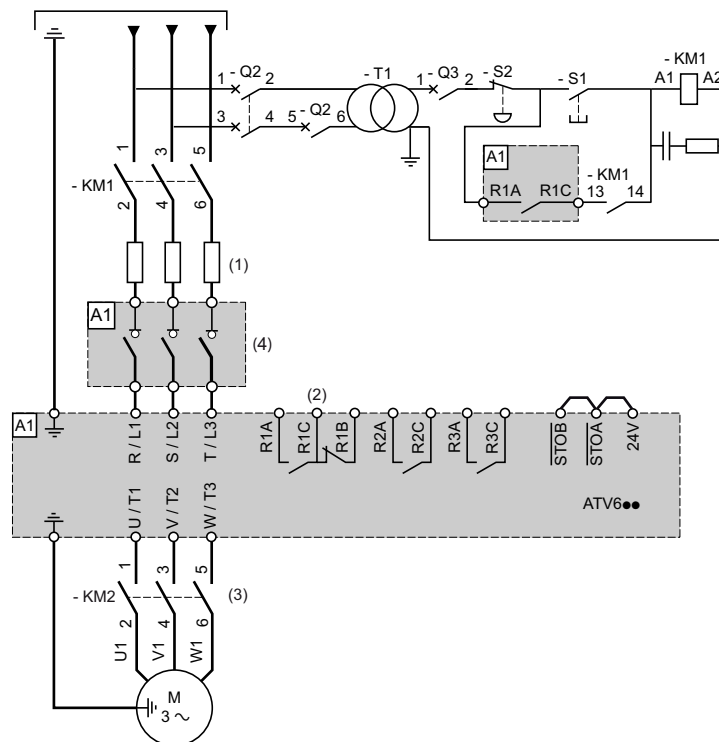 1 - Q2 2
- T1
1 - Q3 2
- S2
- S1
- KM1
A1 A2
3 4 5 - Q2 6
1 3 5
- KM1
2 4 6
A1
R1A R1C
- KM1
13 14
(1)
A1
(4)
(2)
A1
R / L1
S / L2
T / L3
R1A
R1C
R1B
R2A
R2C
R3A
R3C
STOB
STOA
24V
U / T1
V / T2
W / T3
ATV6●●
1 3 5
- KM2
(3)
2 4 6
U1 V1 W1
M
3 ~